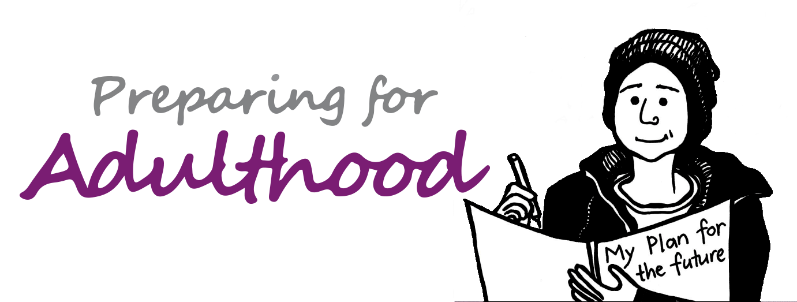 Preparing for
Adulthood
My Plan for
the future